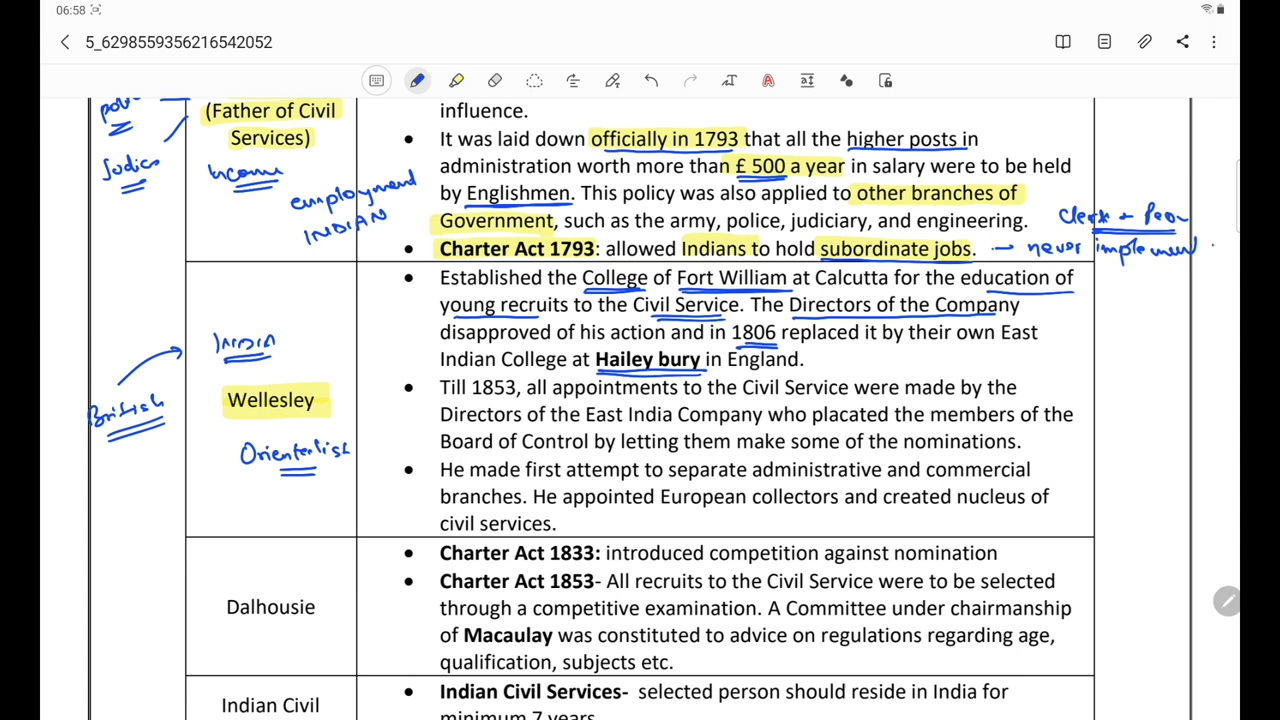 06:58
5_6298559356216542052
(Father of Civil
Services)
Income
employment
INDIAN
influence.
• It was laid down officially in 1793 that all the higher posts in
administration worth more than £ 500 a year in salary were to be held
by Englishmen. This policy was also applied to other branches of
Government, such as the army, police, judiciary, and engineering.
• Charter Act 1793: allowed Indians to hold subordinate jobs.
never implement
British
INDIA
Wellesley
Orientalist
• Established the College of Fort William at Calcutta for the education of
young recruits to the Civil Service. The Directors of the Company
disapproved of his action and in 1806 replaced it by their own East
Indian College at Hailey bury in England.
• Till 1853, all appointments to the Civil Service were made by the
Directors of the East India Company who placated the members of the
Board of Control by letting them make some of the nominations.
• He made first attempt to separate administrative and commercial
branches. He appointed European collectors and created nucleus of
civil services.
Dalhousie
• Charter Act 1833: introduced competition against nomination
• Charter Act 1853- All recruits to the Civil Service were to be selected
through a competitive examination. A Committee under chairmanship
of Macaulay was constituted to advice on regulations regarding age,
qualification, subjects etc.
Indian Civil
• Indian Civil Services- selected person should reside in India for
minimum 7 years